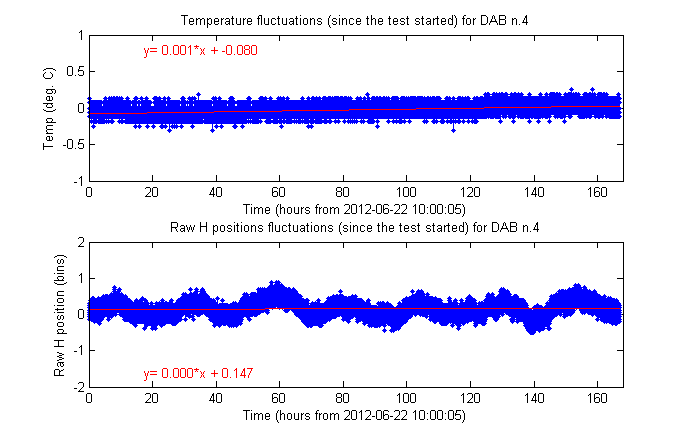 Temperature fluctuations (since the test started) for DAB n.4
y= 0.001*x + -0.080
Temp (deg. C)
1
0.5
0
-0.5
-1
0 20 40 60 80 100 120 140 160
Time (hours from 2012-06-22 10:00:05)
Raw H positions fluctuations (since the test started) for DAB n.4
Raw H position (bins)
2
1
0
-1
-2
y= 0.000*x + 0.147
0 20 40 60 80 100 120 140 160
Time (hours from 2012-06-22 10:00:05)